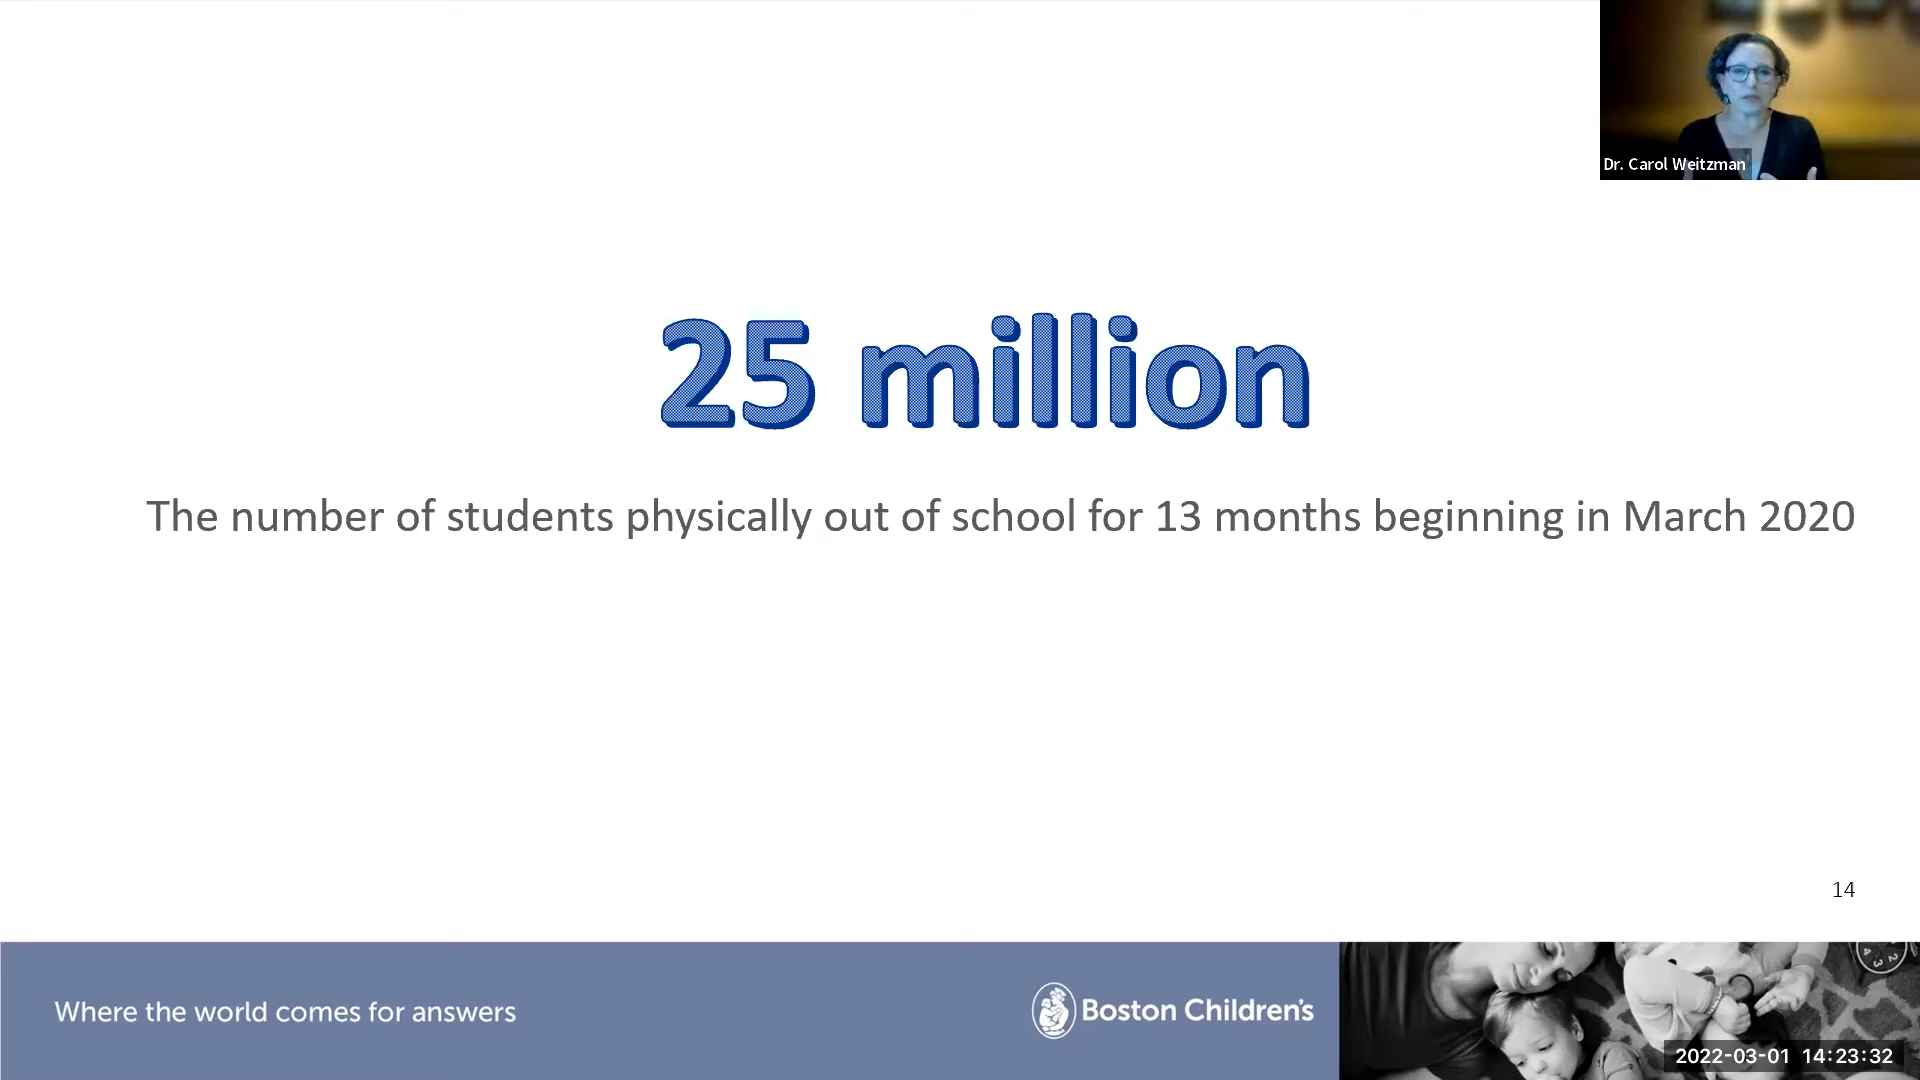 Dr. Carol Weitzman
25 million
The number of students physically out of school for 13 months beginning in March 2020
14
Where the world comes for answers
Boston Children's
2022-03-01 14:23:32